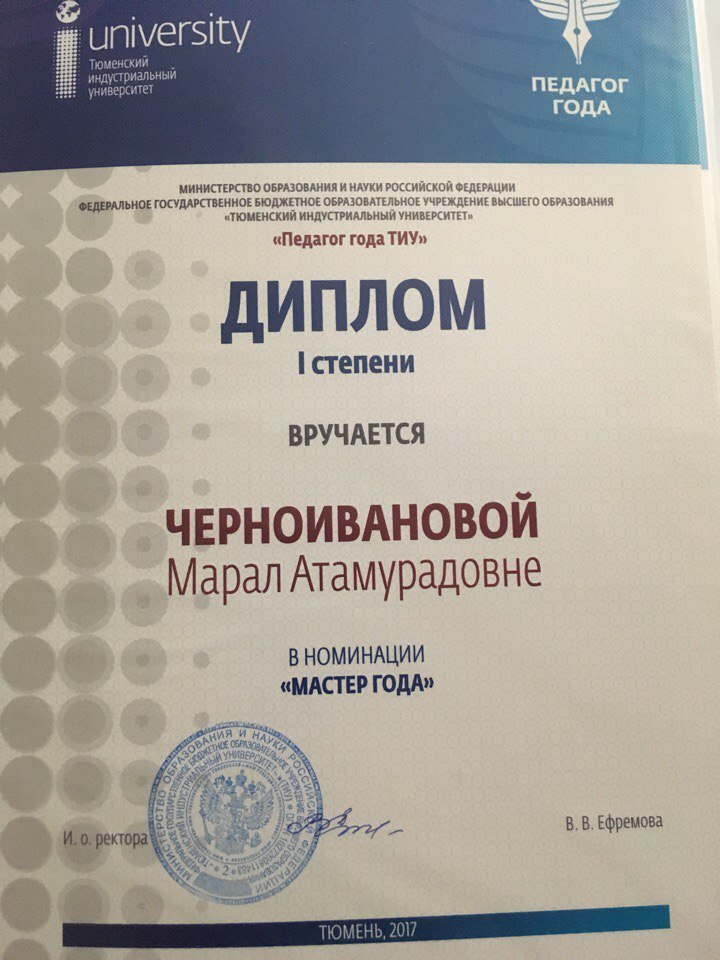 university
Тюменский
индустриальный
университет
ПЕДАГОГ
ГОДА
МИНИСТЕРСТВО ОБРАЗОВАНИЯ И НАУКИ РОССИЙСКОЙ ФЕДЕРАЦИИ
ФЕДЕРАЛЬНОЕ ГОСУДАРСТВЕННОЕ БЮДЖЕТНОЕ ОБРАЗОВАТЕЛЬНОЕ УЧРЕЖДЕНИЕ ВЫСШЕГО ОБРАЗОВАНИЯ
«ТЮМЕНСКИЙ ИНДУСТРИАЛЬНЫЙ УНИВЕРСИТЕТ»
«Педагог года ТИУ»
ДИПЛОМ
I степени
ВРУЧАЕТСЯ
ЧЕРНОИВАНОВОЙ
Марал Атамурадовне
В НОМИНАЦИИ
«МАСТЕР ГОДА»
МИНИСТЕРСТВО ОБРАЗОВАНИЯ И НАУКИ РОССИЙСКОЙ ФЕДЕРАЦИИ
«ТЮМЕНСКИЙ ИНДУСТРИАЛЬНЫЙ УНИВЕРСИТЕТ» (ТИУ)
* 2 *
И. о. ректора
В. В. Ефремова
ТЮМЕНЬ, 2017